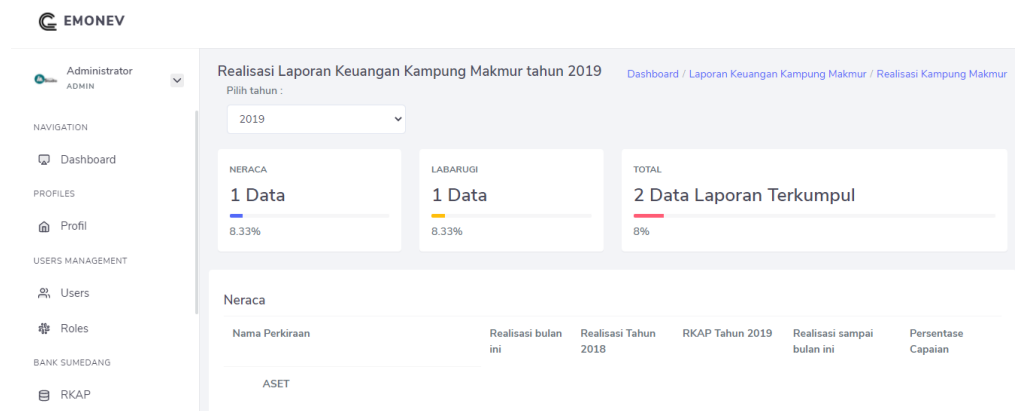 EMONEV
Administrator
ADMIN
NAVIGATION
Dashboard
PROFILES
Profil
USERS MANAGEMENT
Users
Roles
BANK SUMEDANG
RKAP
Realisasi Laporan Keuangan Kampung Makmur tahun 2019
Dashboard / Laporan Keuangan Kampung Makmur / Realisasi Kampung Makmur
Pilih tahun :
2019
NERACA
1 Data
8.33%
LABARUGI
1 Data
8.33%
TOTAL
2 Data Laporan Terkumpul
8%
Neraca
Nama Perkiraan
Realisasi bulan
ini
Realisasi Tahun
2018
RKAP Tahun 2019
Realisasi sampai
bulan ini
Persentase
Capaian
ASET